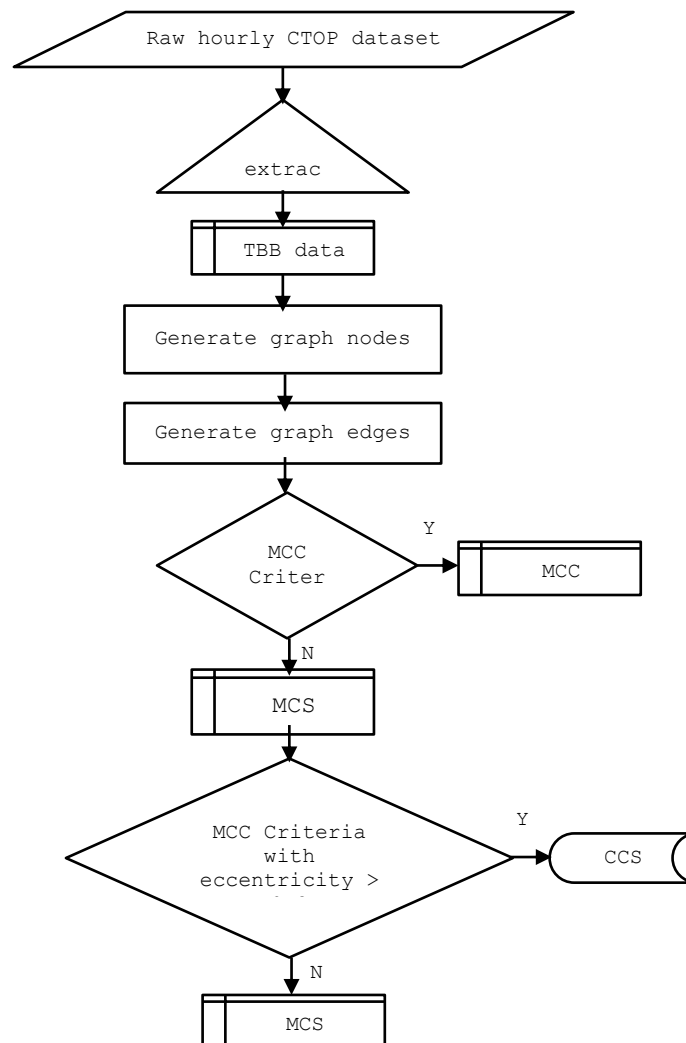 Raw hourly CTOP dataset
extrac
TBB data
Generate graph nodes
Generate graph edges
MCC
Criter
Y
MCC
N
MCS
MCC Criteria
with
eccentricity >
Y
CCS
N
MCS